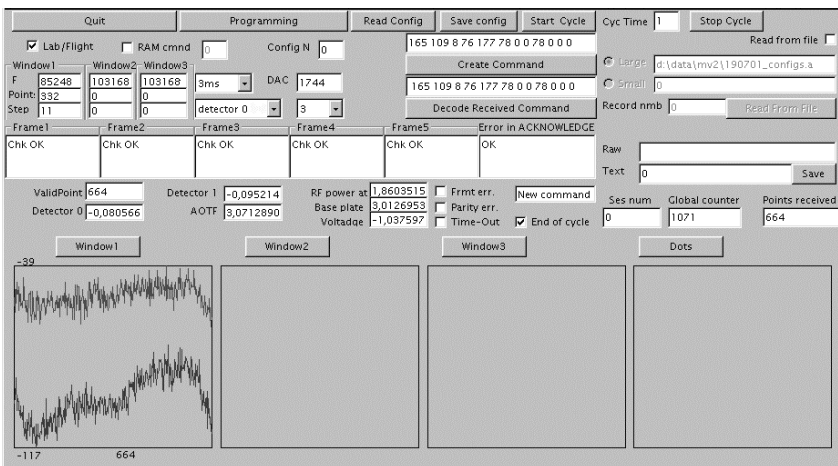 Quit Programming Read Config Save config Start Cycle Cyc Time 1 Stop Cycle
Lab/Flight RAM cmnd 0 Config N 0 165 109 8 76 177 78 0 0 78 0 0 0 Read from file
Window1 Window2 Window3 Create Command Large d:\data\mv2\190701_configs.a
F 85248 103168 103168 3ms DAC 1744 165 109 8 76 177 78 0 0 78 0 0 0 Small 0
Point: 332 0 0
Step 11 0 0 detector 0 3 Decode Received Command Record nmb 0 Read From File
Frame1 Frame2 Frame3 Frame4 Frame5 Error in ACKNOWLEDGE
Chk OK Chk OK Chk OK Chk OK Chk OK OK
Raw
Text 0 Save
ValidPoint 664 Detector 1 -0,095214 RF power at 1,8603515 Frmt err. New command
Detector 0 -0,080566 AOTF 3,0712890 Base plate 3,0126953 Parity err.
Voltadge -1,037597 Time-Out End of cycle
Ses num Global counter Points received
0 1071 664
Window1 Window2 Window3 Dots
-39
-117 664